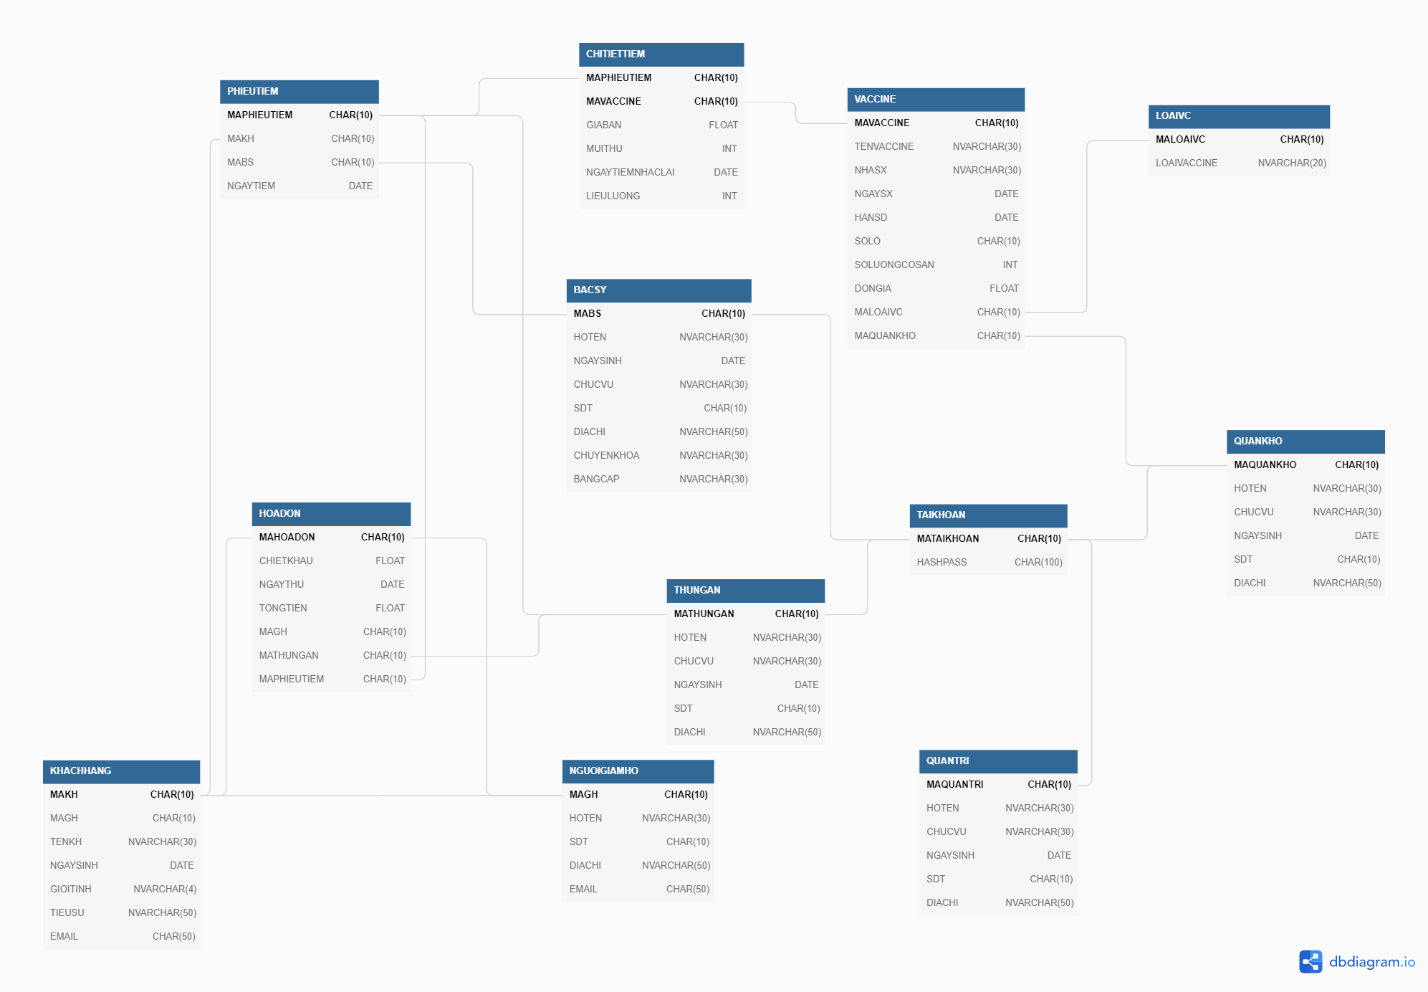 CHITIETTIEM
MAPHIEUTIEM CHAR(10)
MAVACCINE CHAR(10)
GIABAN FLOAT
MUITHU INT
NGAYTIEMNHACLAI DATE
LIEULUONG INT
PHIEUTIEM
MAPHIEUTIEM CHAR(10)
MAKH CHAR(10)
MABS CHAR(10)
NGAYTIEM DATE
VACCINE
MAVACCINE CHAR(10)
TENVACCINE NVARCHAR(30)
NHASX NVARCHAR(30)
NGAYSX DATE
HANSD DATE
SOLO CHAR(10)
SOLUONGCOSAN INT
DONGIA FLOAT
MALOAIVC CHAR(10)
MAQUANKHO CHAR(10)
LOAIVC
MALOAIVC CHAR(10)
LOAIVACCINE NVARCHAR(20)
BACSY
MABS CHAR(10)
HOTEN NVARCHAR(30)
NGAYSINH DATE
CHUCVU NVARCHAR(30)
SDT CHAR(10)
DIACHI NVARCHAR(50)
CHUYENKHOA NVARCHAR(30)
BANGCAP NVARCHAR(30)
QUANKHO
MAQUANKHO CHAR(10)
HOTEN NVARCHAR(30)
CHUCVU NVARCHAR(30)
NGAYSINH DATE
SDT CHAR(10)
DIACHI NVARCHAR(50)
HOADON
MAHOADON CHAR(10)
CHIETKHAU FLOAT
NGAYTHU DATE
TONGTIEN FLOAT
MAGH CHAR(10)
MATHUNGAN CHAR(10)
MAPHIEUTIEM CHAR(10)
TAIKHOAN
MATAIKHOAN CHAR(10)
HASHPASS CHAR(100)
THUNGAN
MATHUNGAN CHAR(10)
HOTEN NVARCHAR(30)
CHUCVU NVARCHAR(30)
NGAYSINH DATE
SDT CHAR(10)
DIACHI NVARCHAR(50)
KHACHHANG
MAKH CHAR(10)
MAGH CHAR(10)
TENKH NVARCHAR(30)
NGAYSINH DATE
GIOITINH NVARCHAR(4)
TIEUSU NVARCHAR(50)
EMAIL CHAR(50)
NGUOIGIAMHO
MAGH CHAR(10)
HOTEN NVARCHAR(30)
SDT CHAR(10)
DIACHI NVARCHAR(50)
EMAIL CHAR(50)
QUANTRI
MAQUANTRI CHAR(10)
HOTEN NVARCHAR(30)
CHUCVU NVARCHAR(30)
NGAYSINH DATE
SDT CHAR(10)
DIACHI NVARCHAR(50)
dbdiagram.io